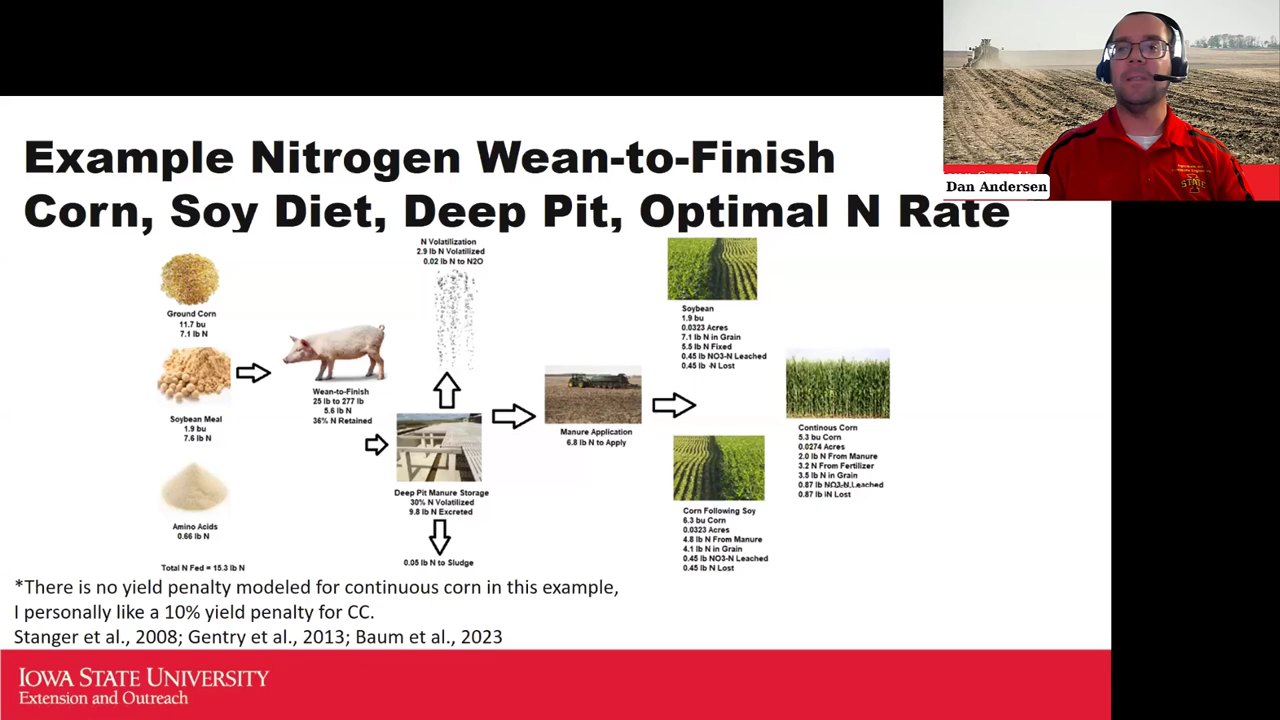 Example Nitrogen Wean-to-Finish
Corn, Soy Diet, Deep Pit, Optimal N Rate
Dan Andersen
STATE
Ground Corn
11.7 bu
7.1 lb N
Soybean Meal
1.9 bu
7.6 lb N
Amino Acids
0.66 lb N
Total N Fed = 15.3 lb N
Wean-to-Finish
25 lb to 277 lb
5.6 lb N
36% N Retained
N Volatilization
2.9 lb N Volatilized
0.02 lb N to N2O
Deep Pit Manure Storage
30% N Volatilized
9.8 lb N Excreted
0.05 lb N to Sludge
Manure Application
6.8 lb N to Apply
Soybean
1.9 bu
0.0323 Acres
7.1 lb N in Grain
5.5 lb N Fixed
0.45 lb NO3-N Leached
0.45 lb -N Lost
Corn Following Soy
6.3 bu Corn
0.0323 Acres
4.8 lb N From Manure
4.1 lb N in Grain
0.45 lb NO3-N Leached
0.45 lb N Lost
Continous Corn
5.3 bu Corn
0.0274 Acres
2.0 lb N From Manure
3.2 N From Fertilizer
3.5 lb N in Grain
0.87 lb NO3-N Leached
0.87 lb N Lost
*There is no yield penalty modeled for continuous corn in this example,
I personally like a 10% yield penalty for CC.
Stanger et al., 2008; Gentry et al., 2013; Baum et al., 2023
IOWA STATE UNIVERSITY
Extension and Outreach